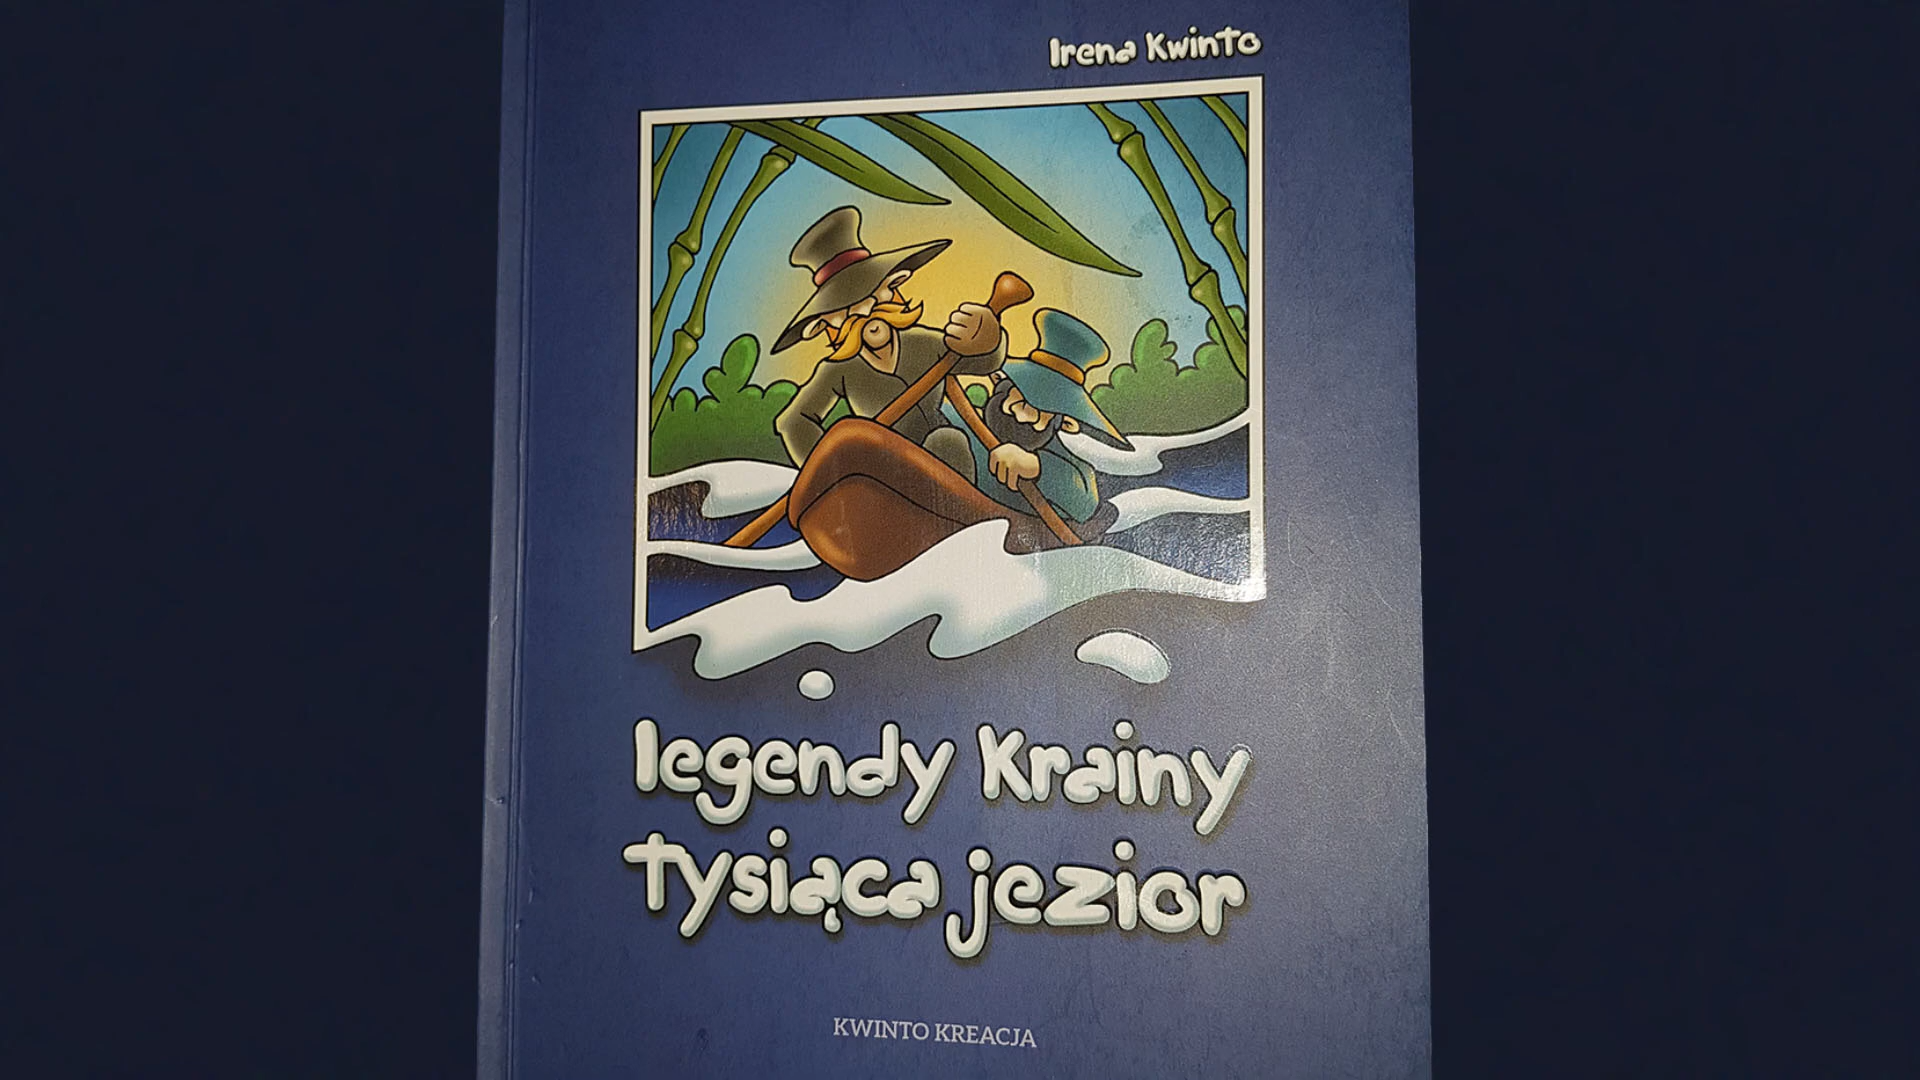 Irena Kwinto
legendy Krainy
tysiąca jezior
KWINTO KREACJA